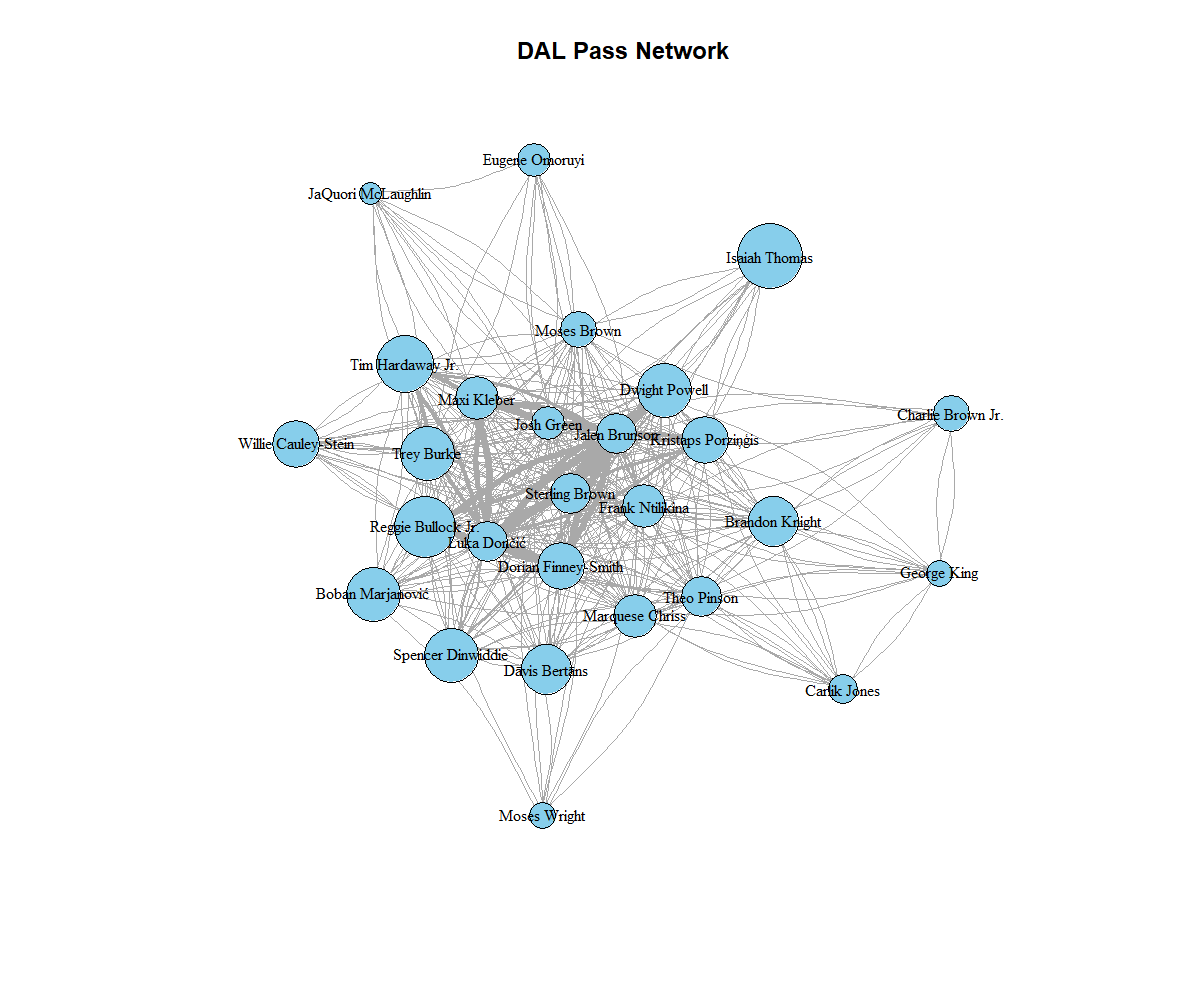 DAL Pass Network
Eugene Omoruyi
JaQuori McLaughlin
Isaiah Thomas
Moses Brown
Tim Hardaway Jr.
Dwight Powell
Maxi Kleber
Charlie Brown Jr.
Josh Green
Jalen Brunson
Kristaps Porziņģis
Willie Cauley-Stein
Trey Burke
Sterling Brown
Frank Ntilikina
Brandon Knight
Reggie Bullock Jr.
Luka Dončić
Dorian Finney-Smith
George King
Boban Marjanović
Theo Pinson
Marquese Chriss
Spencer Dinwiddie
Dāvis Bertāns
Carlik Jones
Moses Wright